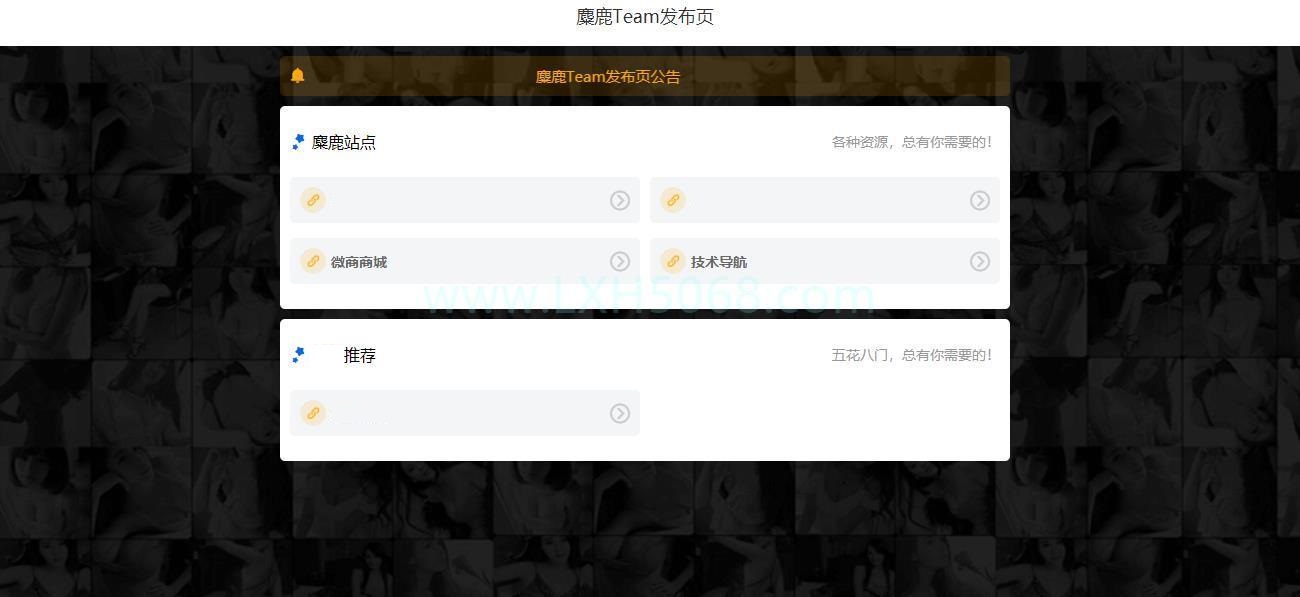 麋鹿Team发布页
麋鹿Team发布页公告
麋鹿站点
各种资源，总有你需要的！
微商商城
技术导航
www.LXH5068.com
推荐
五花八门，总有你需要的！